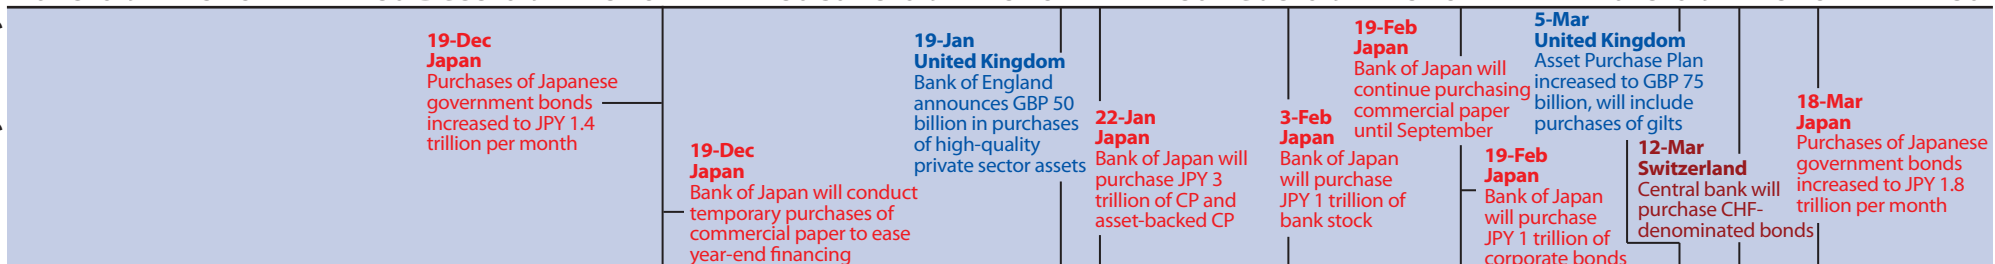 19-Dec
Japan
Purchases of Japanese
government bonds
increased to JPY 1.4
trillion per month
19-Dec
Japan
Bank of Japan will conduct
temporary purchases of
commercial paper to ease
year-end financing
19-Jan
United Kingdom
Bank of England
announces GBP 50
billion in purchases
of high-quality
private sector assets
22-Jan
Japan
Bank of Japan will
purchase JPY 3
trillion of CP and
asset-backed CP
3-Feb
Japan
Bank of Japan
will purchase
JPY 1 trillion of
bank stock
19-Feb
Japan
Bank of Japan will
continue purchasing
commercial paper
until September
19-Feb
Japan
Bank of Japan
will purchase
JPY 1 trillion of
corporate bonds
5-Mar
United Kingdom
Asset Purchase Plan
increased to GBP 75
billion, will include
purchases of gilts
12-Mar
Switzerland
Central bank will
purchase CHF-
denominated bonds
18-Mar
Japan
Purchases of Japanese
government bonds
increased to JPY 1.8
trillion per month